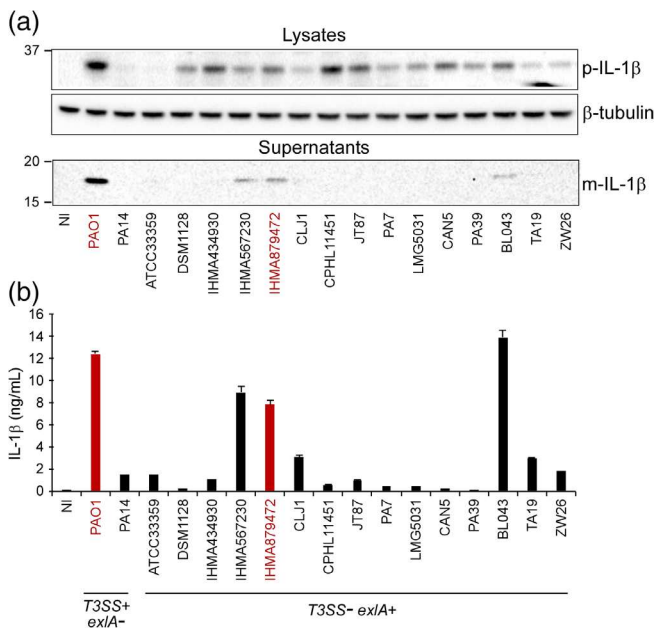 (a)
Lysates
37
p-IL-1β
β-tubulin
Supernatants
20
15
m-IL-1β
NI
PAO1
PA14
ATCC33359
DSM1128
IHMA434930
IHMA567230
IHMA879472
CLJ1
CPHL11451
JT87
PA7
LMG5031
CAN5
PA39
BL043
TA19
ZW26
(b)
16
14
12
10
8
6
4
2
0
IL-1β (ng/mL)
NI
PAO1
PA14
ATCC33359
DSM1128
IHMA434930
IHMA567230
IHMA879472
CLJ1
CPHL11451
JT87
PA7
LMG5031
CAN5
PA39
BL043
TA19
ZW26
T3SS+
exlA-
T3SS- exlA+